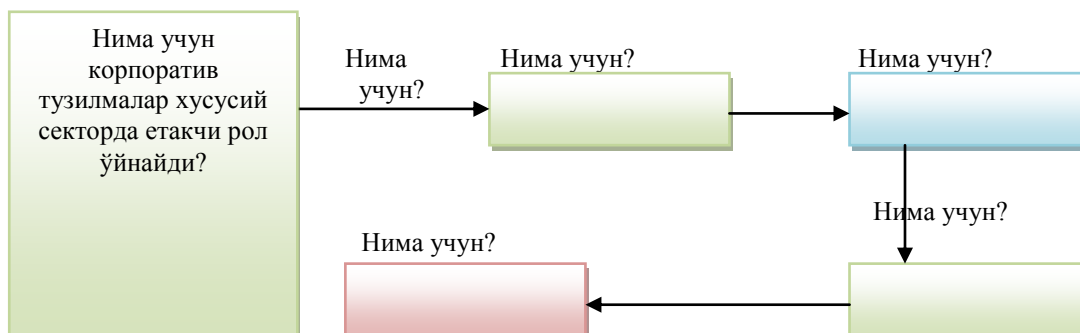 Нима учун
корпоратив
тузилмалар хусусий
секторда етакчи рол
ўйнайди?
Нима
учун?
Нима учун?
Нима учун?
Нима учун?
Нима учун?